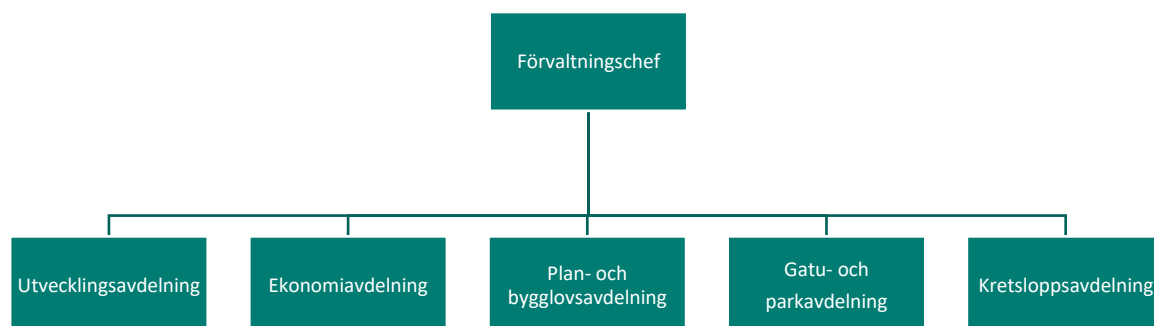 Förvaltningschef
Utvecklingsavdelning
Ekonomiavdelning
Plan- och
bygglovsavdelning
Gatu- och
parkavdelning
Kretsloppsavdelning